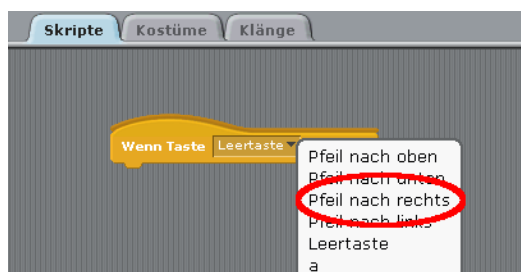 Skripte Kostüme Klänge
Wenn Taste Leertaste
Pfeil nach oben
Pfeil nach unten
Pfeil nach rechts
Pfeil nach links
Leertaste
a